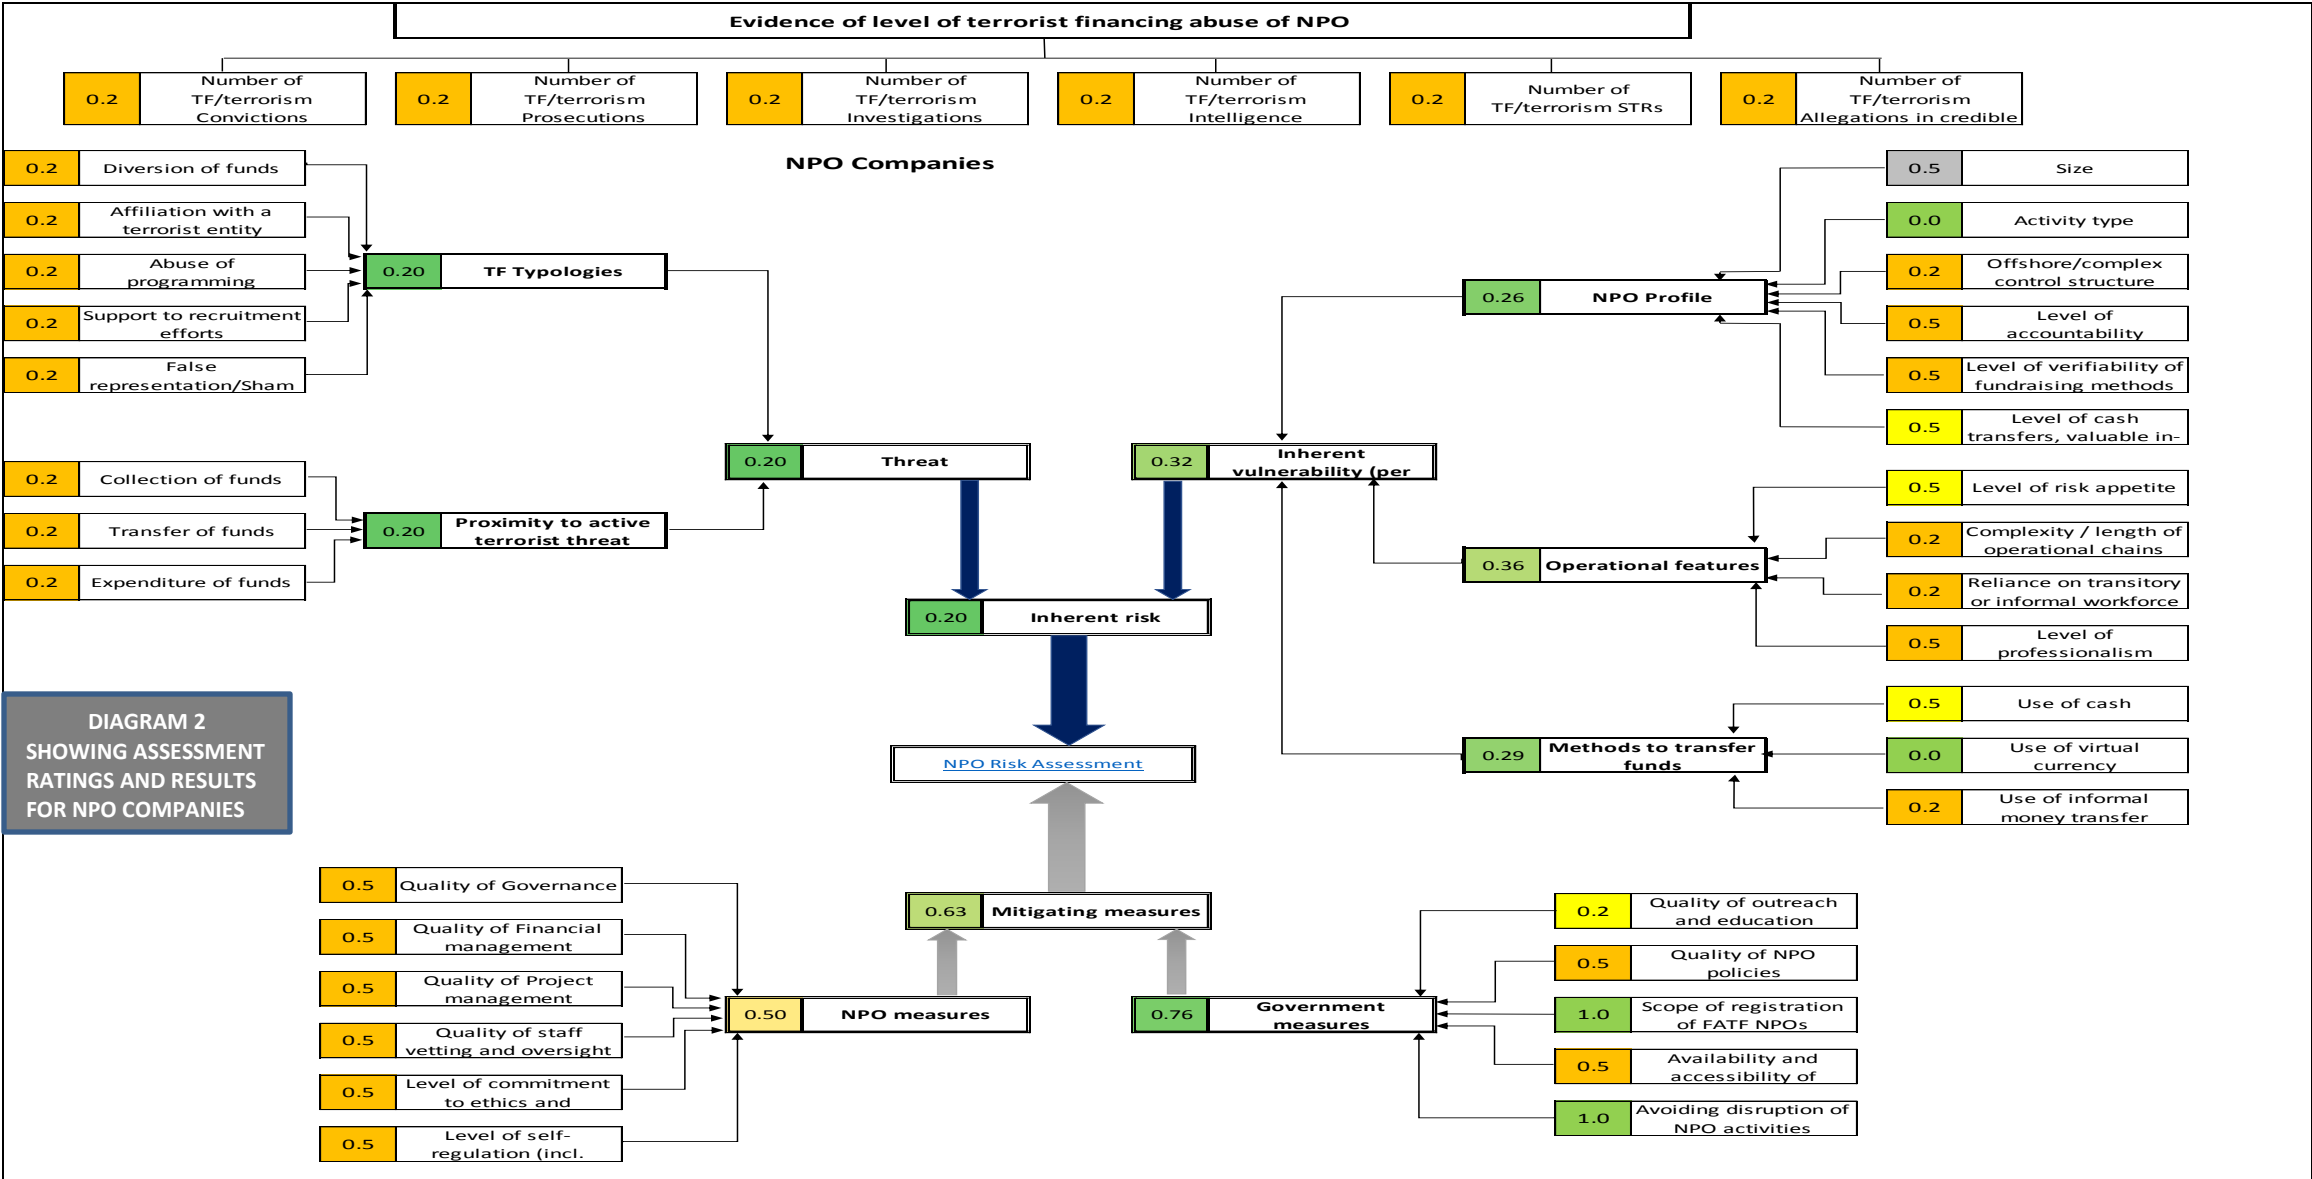 Evidence of level of terrorist financing abuse of NPO
0.2
Number of
TF/terrorism
Convictions
0.2
Number of
TF/terrorism
Prosecutions
0.2
Number of
TF/terrorism
Investigations
0.2
Number of
TF/terrorism
Intelligence
0.2
Number of
TF/terrorism STRs
0.2
Number of
TF/terrorism
Allegations in credible
NPO Companies
0.2
Diversion of funds
0.2
Affiliation with a
terrorist entity
0.2
Abuse of
programming
0.2
Support to recruitment
efforts
0.2
False
representation/Sham
0.20
TF Typologies
0.2
Collection of funds
0.2
Transfer of funds
0.2
Expenditure of funds
0.20
Proximity to active
terrorist threat
0.20
Threat
0.32
Inherent
vulnerability (per
0.20
Inherent risk
0.26
NPO Profile
0.5
Size
0.0
Activity type
0.2
Offshore/complex
control structure
0.5
Level of
accountability
0.5
Level of verifiability of
fundraising methods
0.5
Level of cash
transfers, valuable in-
0.36
Operational features
0.5
Level of risk appetite
0.2
Complexity / length of
operational chains
0.2
Reliance on transitory
or informal workforce
0.5
Level of
professionalism
0.29
Methods to transfer
funds
0.5
Use of cash
0.0
Use of virtual
currency
0.2
Use of informal
money transfer
DIAGRAM 2
SHOWING ASSESSMENT
RATINGS AND RESULTS
FOR NPO COMPANIES
NPO Risk Assessment
0.63
Mitigating measures
0.5
Quality of Governance
0.5
Quality of Financial
management
0.5
Quality of Project
management
0.5
Quality of staff
vetting and oversight
0.5
Level of commitment
to ethics and
0.5
Level of self-
regulation (incl.
0.50
NPO measures
0.76
Government
measures
0.2
Quality of outreach
and education
0.5
Quality of NPO
policies
1.0
Scope of registration
of FATF NPOs
0.5
Availability and
accessibility of
1.0
Avoiding disruption of
NPO activities